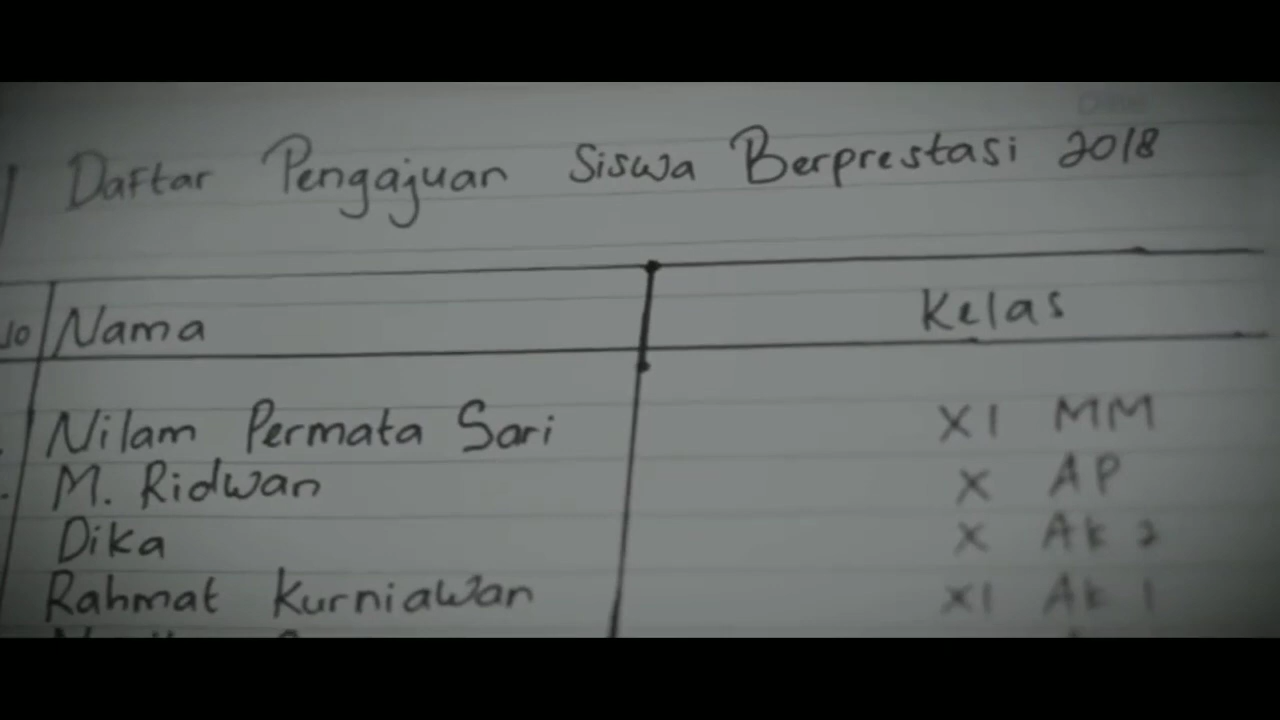 Daftar Pengajuan Siswa Berprestasi 2018
Nama Kelas
Nilam Permata Sari XI MM
M. Ridwan X AP
Dika X Ak 2
Rahmat Kurniawan XI Ak 1